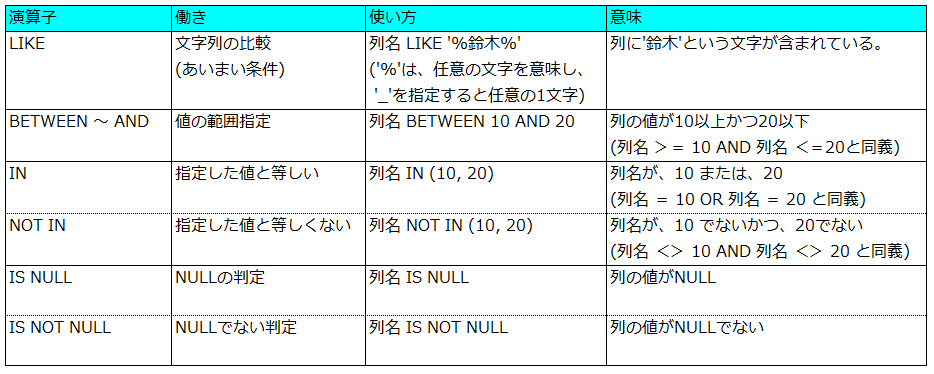 演算子 働き 使い方 意味
LIKE 文字列の比較 列名 LIKE '%鈴木%' 列に'鈴木'という文字が含まれている。
(あいまい条件) ('%'は、任意の文字を意味し、
'_'を指定すると任意の1文字)
BETWEEN ～ AND 値の範囲指定 列名 BETWEEN 10 AND 20 列の値が10以上かつ20以下
(列名 ＞＝ 10 AND 列名 ＜＝20と同義)
IN 指定した値と等しい 列名 IN (10, 20) 列名が、10 または、20
(列名 ＝ 10 OR 列名 ＝ 20 と同義)
NOT IN 指定した値と等しくない 列名 NOT IN (10, 20) 列名が、10 でないかつ、20でない
(列名 ＜＞ 10 AND 列名 ＜＞ 20 と同義)
IS NULL NULLの判定 列名 IS NULL 列の値がNULL
IS NOT NULL NULLでない判定 列名 IS NOT NULL 列の値がNULLでない